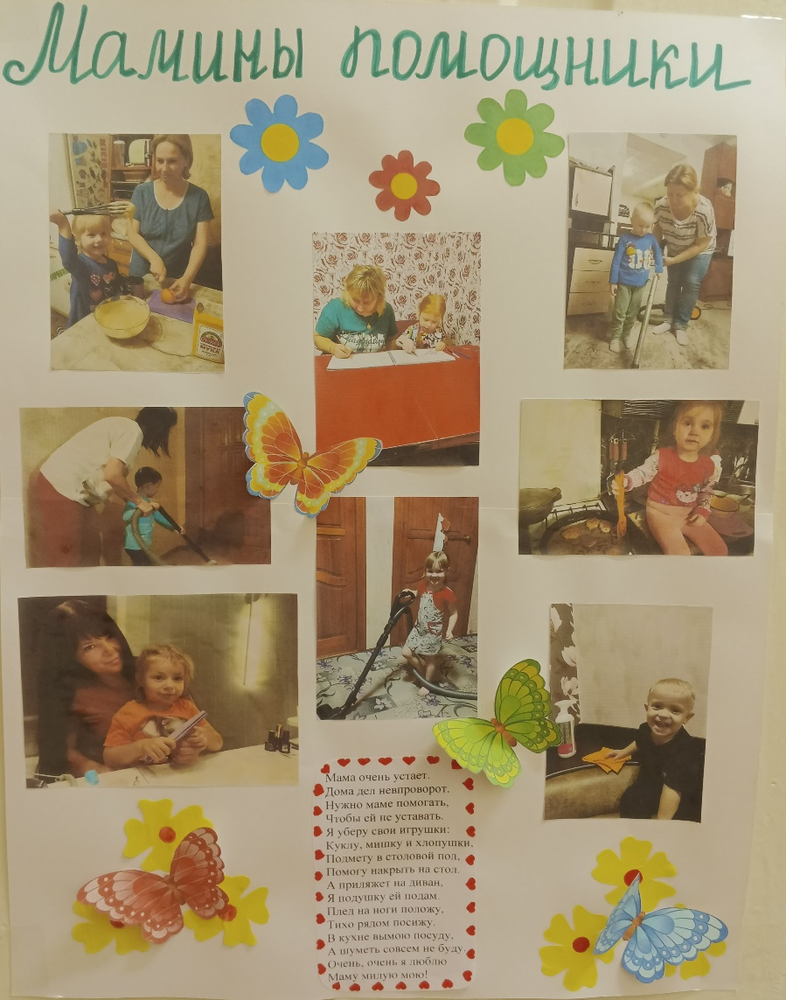 Мамины помощники
МУКА
Мама очень устает.
Дома дел невпроворот.
Нужно маме помогать,
Чтобы ей не уставать.
Я уберу свои игрушки:
Куклу, мишку и хлопушки,
Подмету в столовой пол,
Помогу накрыть на стол.
А приляжет на диван,
Я подушку ей подам.
Плед на ноги положу,
Тихо рядом посижу.
В кухне вымою посуду,
А шуметь совсем не буду.
Очень, очень я люблю
Маму милую мою!